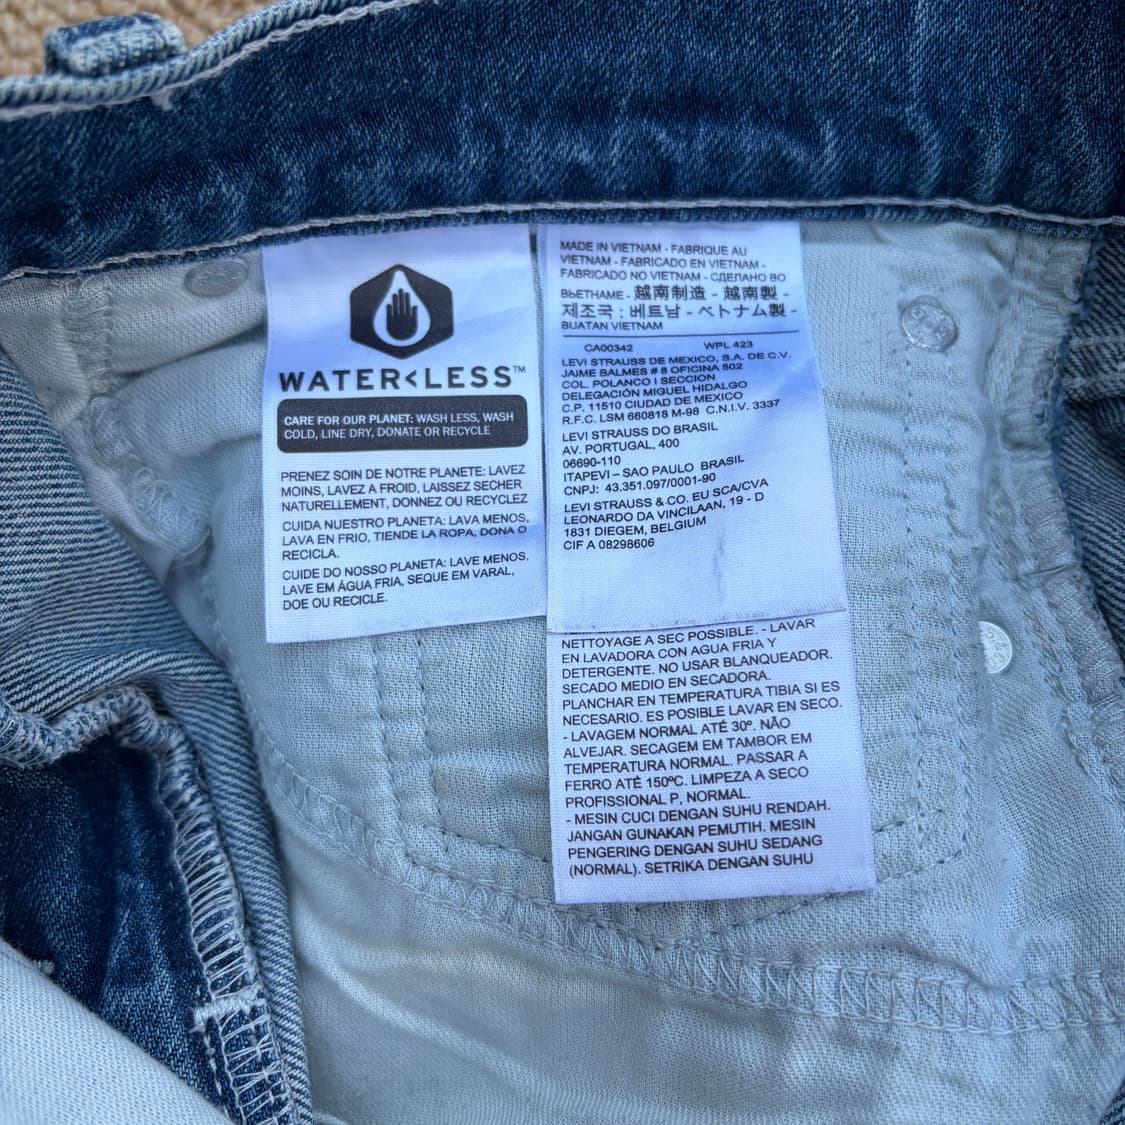 WATER<LESS™
CARE FOR OUR PLANET: WASH LESS, WASH
COLD, LINE DRY, DONATE OR RECYCLE
PRENEZ SOIN DE NOTRE PLANETE: LAVEZ
MOINS, LAVEZ A FROID, LAISSEZ SECHER
NATURELLEMENT, DONNEZ OU RECYCLEZ
CUIDA NUESTRO PLANETA: LAVA MENOS,
LAVA EN FRIO, TIENDE LA ROPA, DONA O
RECICLA.
CUIDE DO NOSSO PLANETA: LAVE MENOS,
LAVE EM ÁGUA FRIA, SEQUE EM VARAL,
DOE OU RECICLE.
MADE IN VIETNAM - FABRIQUE AU
VIETNAM - FABRICADO EN VIETNAM -
FABRICADO NO VIETNAM - СДЕЛАНО ВО
ВЬЕТНАМЕ - 越南制造 - 越南製 -
제조국 : 베트남 - ベトナム製 -
BUATAN VIETNAM
CA00342 WPL 423
LEVI STRAUSS DE MEXICO, S.A. DE C.V.
JAIME BALMES # 8 OFICINA 502
COL. POLANCO I SECCION
DELEGACIÓN MIGUEL HIDALGO
C.P. 11510 CIUDAD DE MEXICO
R.F.C. LSM 660818 M-98 C.N.I.V. 3337
LEVI STRAUSS DO BRASIL
AV. PORTUGAL, 400
06690-110
ITAPEVI – SAO PAULO BRASIL
CNPJ: 43.351.097/0001-90
LEVI STRAUSS & CO. EU SCA/CVA
LEONARDO DA VINCILAAN, 19 - D
1831 DIEGEM, BELGIUM
CIF A 08298606
NETTOYAGE A SEC POSSIBLE. - LAVAR
EN LAVADORA CON AGUA FRIA Y
DETERGENTE. NO USAR BLANQUEADOR.
SECADO MEDIO EN SECADORA.
PLANCHAR EN TEMPERATURA TIBIA SI ES
NECESARIO. ES POSIBLE LAVAR EN SECO.
- LAVAGEM NORMAL ATÉ 30º. NÃO
ALVEJAR. SECAGEM EM TAMBOR EM
TEMPERATURA NORMAL. PASSAR A
FERRO ATÉ 150ºC. LIMPEZA A SECO
PROFISSIONAL P, NORMAL.
- MESIN CUCI DENGAN SUHU RENDAH.
JANGAN GUNAKAN PEMUTIH. MESIN
PENGERING DENGAN SUHU SEDANG
(NORMAL). SETRIKA DENGAN SUHU